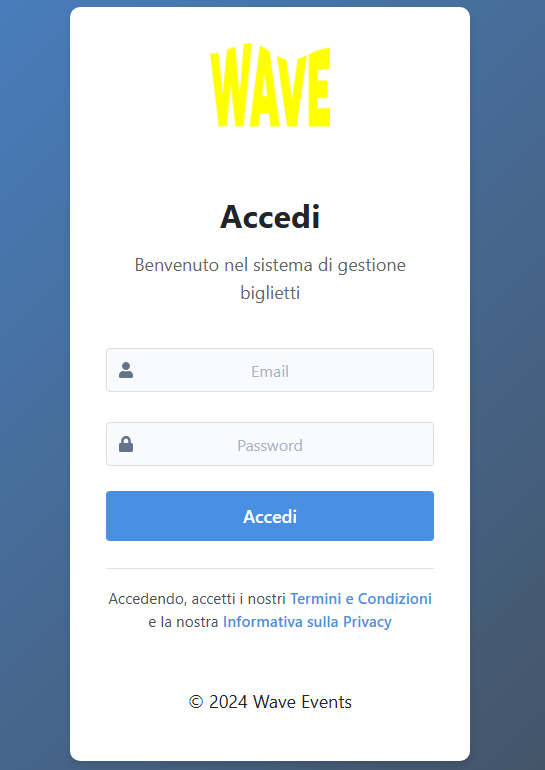 WAVE
Accedi
Benvenuto nel sistema di gestione
biglietti
Email
Password
Accedi
Accedendo, accetti i nostri Termini e Condizioni
e la nostra Informativa sulla Privacy
© 2024 Wave Events